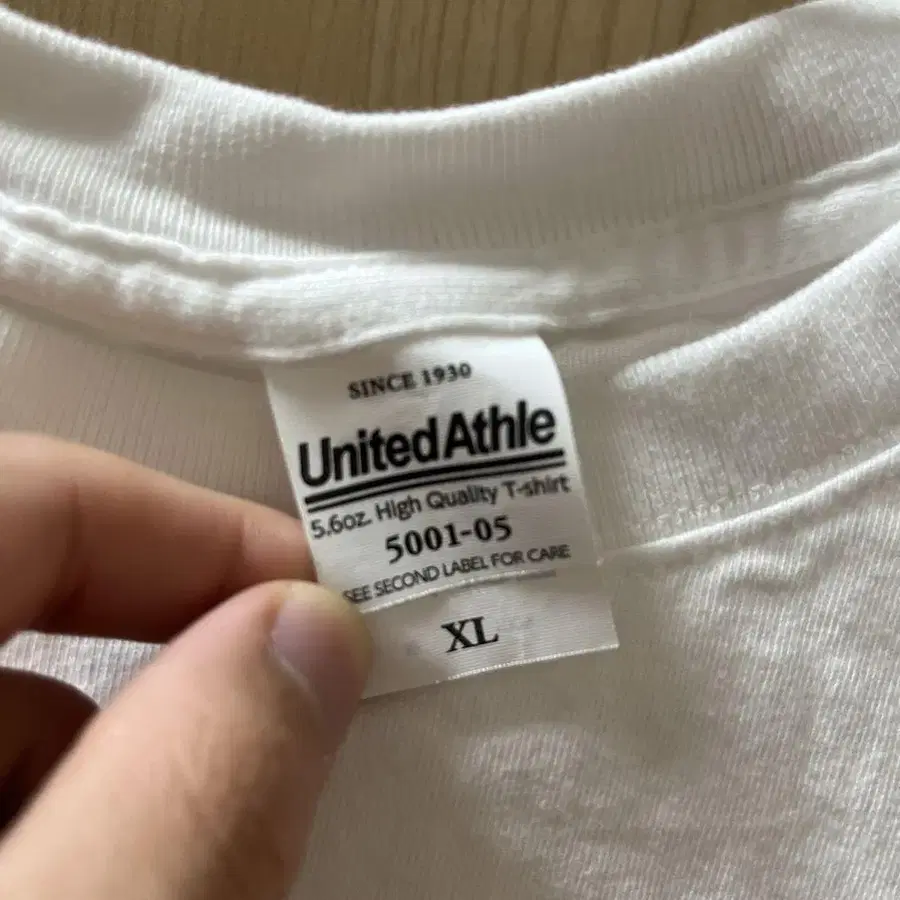 SINCE 1930
UnitedAthle
5.6oz. High Quality T-shirt
5001-05
SEE SECOND LABEL FOR CARE
XL